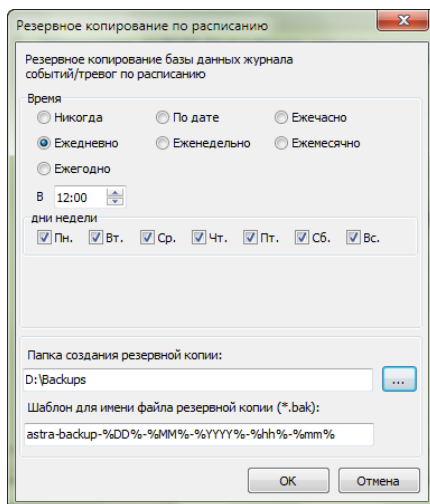 Резервное копирование по расписанию
Резервное копирование базы данных журнала
событий/тревог по расписанию
Время
Никогда По дате Ежечасно
Ежедневно Еженедельно Ежемесячно
Ежегодно
В 12:00
дни недели
Пн. Вт. Ср. Чт. Пт. Сб. Вс.
Папка создания резервной копии:
D:\Backups ...
Шаблон для имени файла резервной копии (*.bak):
astra-backup-%DD%-%MM%-%YYYY%-%hh%-%mm%
ОК Отмена